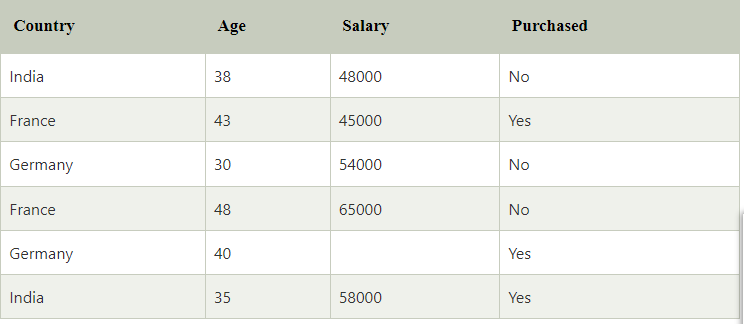 Country Age Salary Purchased
India 38 48000 No
France 43 45000 Yes
Germany 30 54000 No
France 48 65000 No
Germany 40 Yes
India 35 58000 Yes